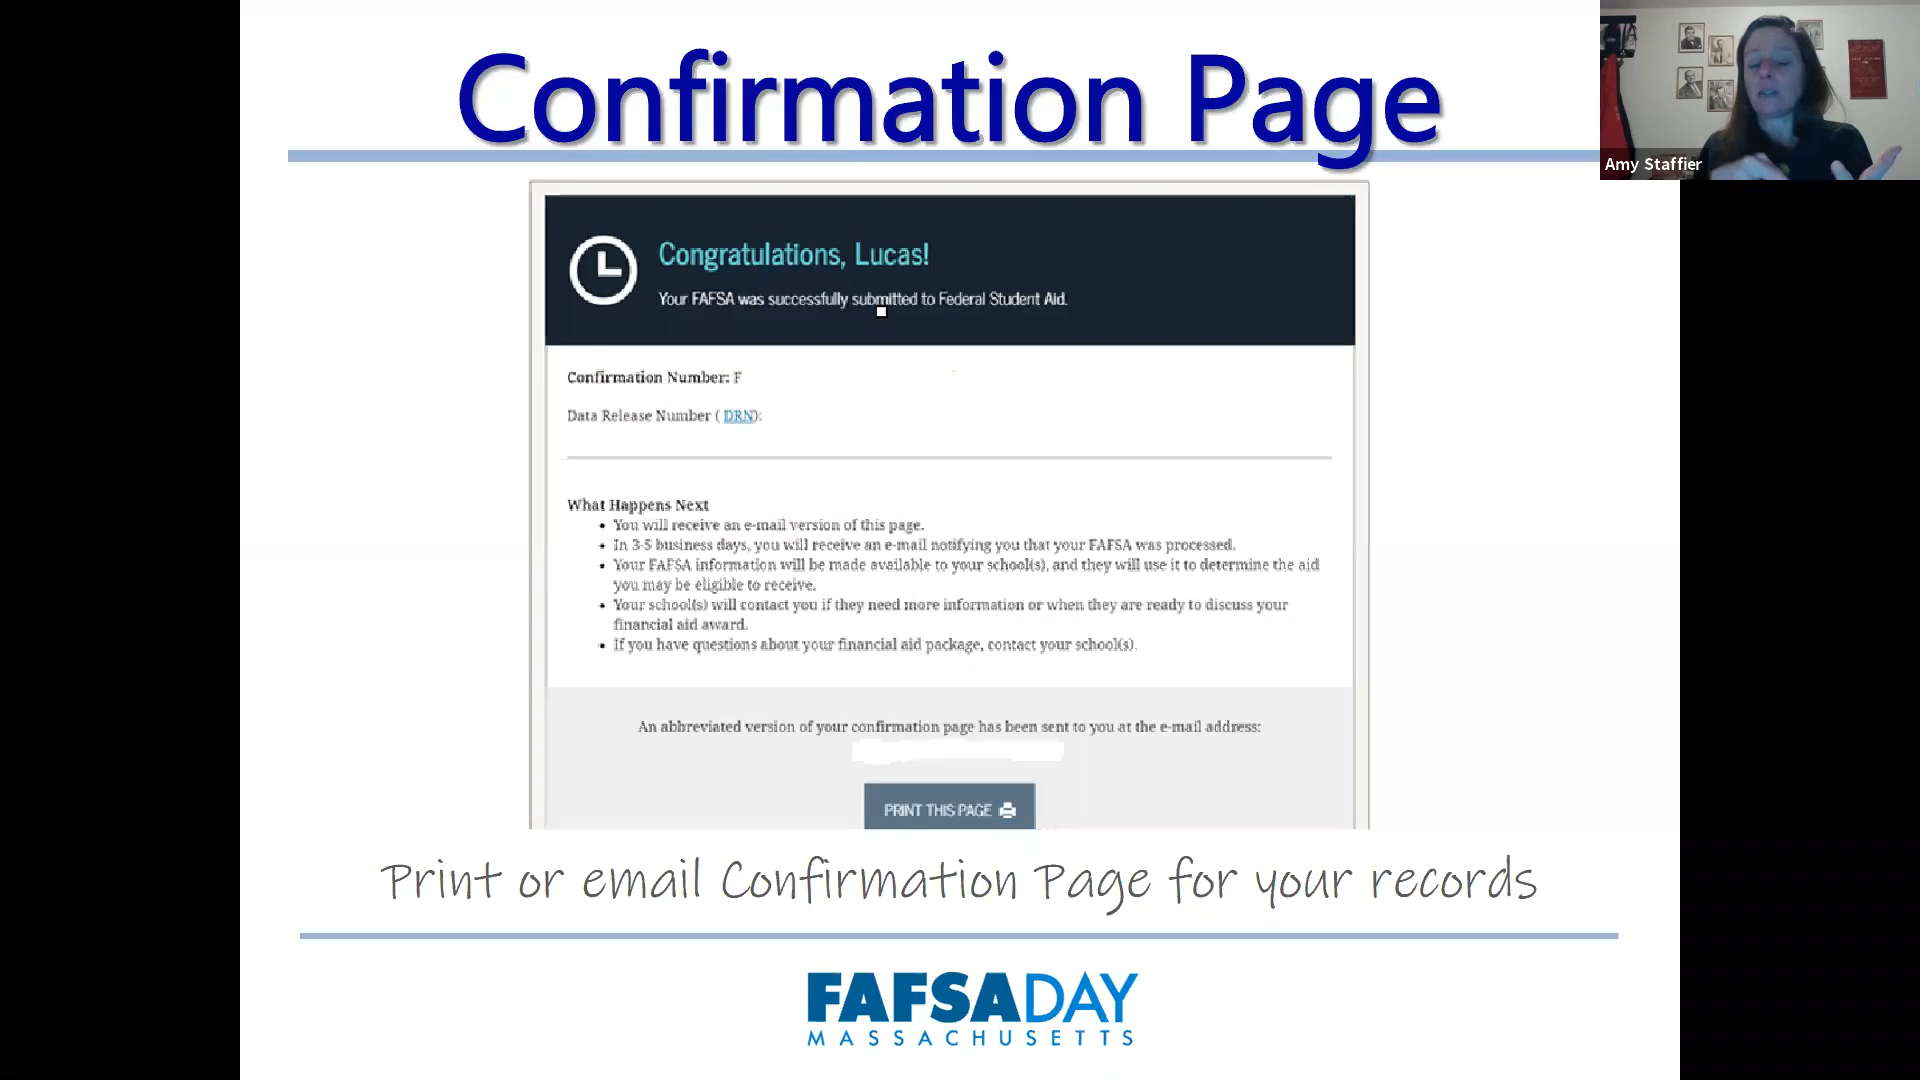 Confirmation Page
Amy Staffier
Congratulations, Lucas!
Your FAFSA was successfully submitted to Federal Student Aid.
Confirmation Number: F
Data Release Number ( DRN):
What Happens Next
• You will receive an e-mail version of this page.
• In 3-5 business days, you will receive an e-mail notifying you that your FAFSA was processed.
• Your FAFSA information will be made available to your school(s), and they will use it to determine the aid
you may be eligible to receive.
• Your school(s) will contact you if they need more information or when they are ready to discuss your
financial aid award.
• If you have questions about your financial aid package, contact your school(s).
An abbreviated version of your confirmation page has been sent to you at the e-mail address:
PRINT THIS PAGE
Print or email Confirmation Page for your records
FAFSADAY
MASSACHUSETTS